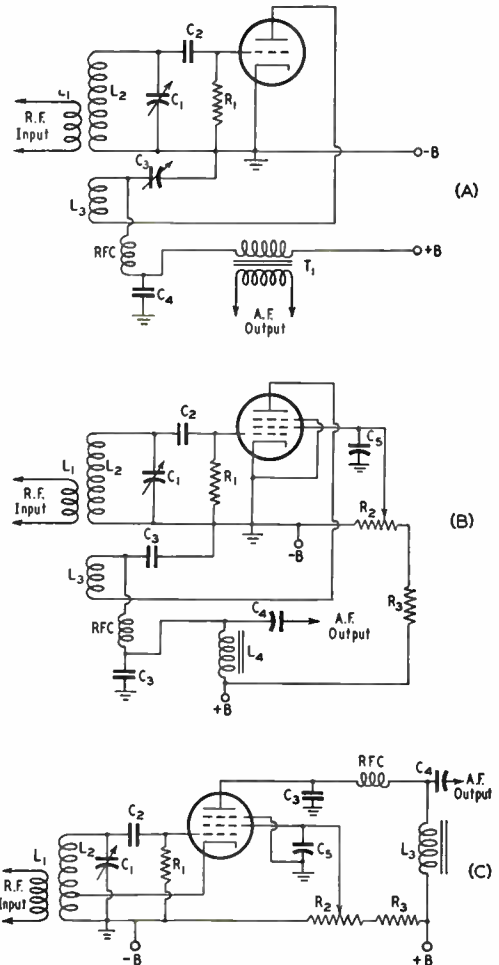 C2
L1
L2
C1
R1
R.F.
Input
C3
-B
(A)
L3
RFC
+B
T1
C4
A.F.
Output
C2
C5
L1
L2
C1
R1
R.F.
Input
R2
(B)
-B
C3
L3
R3
C4
A.F.
Output
RFC
L4
C3
+B
RFC
C4
A.F.
Output
C3
C2
L1
L2
C1
R1
C5
L3
(C)
R.F.
Input
R2
R3
-B
+B